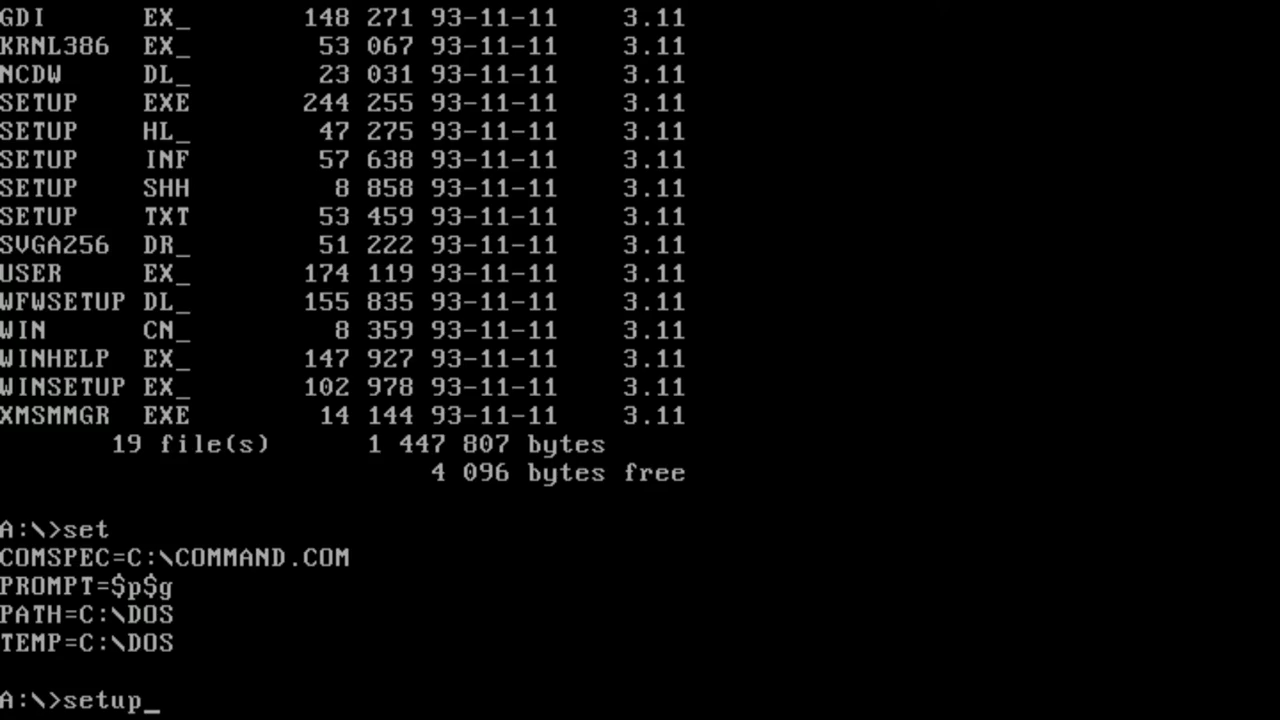 GDI      EX_       148 271 93-11-11    3.11
KRNL386  EX_        53 067 93-11-11    3.11
NCDW     DL_        23 031 93-11-11    3.11
SETUP    EXE       244 255 93-11-11    3.11
SETUP    HL_        47 275 93-11-11    3.11
SETUP    INF        57 638 93-11-11    3.11
SETUP    SHH         8 858 93-11-11    3.11
SETUP    TXT        53 459 93-11-11    3.11
SVGA256  DR_        51 222 93-11-11    3.11
USER     EX_       174 119 93-11-11    3.11
WFWSETUP DL_       155 835 93-11-11    3.11
WIN      CN_         8 359 93-11-11    3.11
WINHELP  EX_       147 927 93-11-11    3.11
WINSETUP EX_       102 978 93-11-11    3.11
XMSMMGR  EXE        14 144 93-11-11    3.11
19 file(s)      1 447 807 bytes
4 096 bytes free
A:\>set
COMSPEC=C:\COMMAND.COM
PROMPT=$p$g
PATH=C:\DOS
TEMP=C:\DOS
A:\>setup_